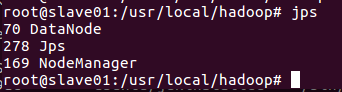 root@slave01:/usr/local/hadoop# jps
70 DataNode
278 Jps
169 NodeManager
root@slave01:/usr/local/hadoop#